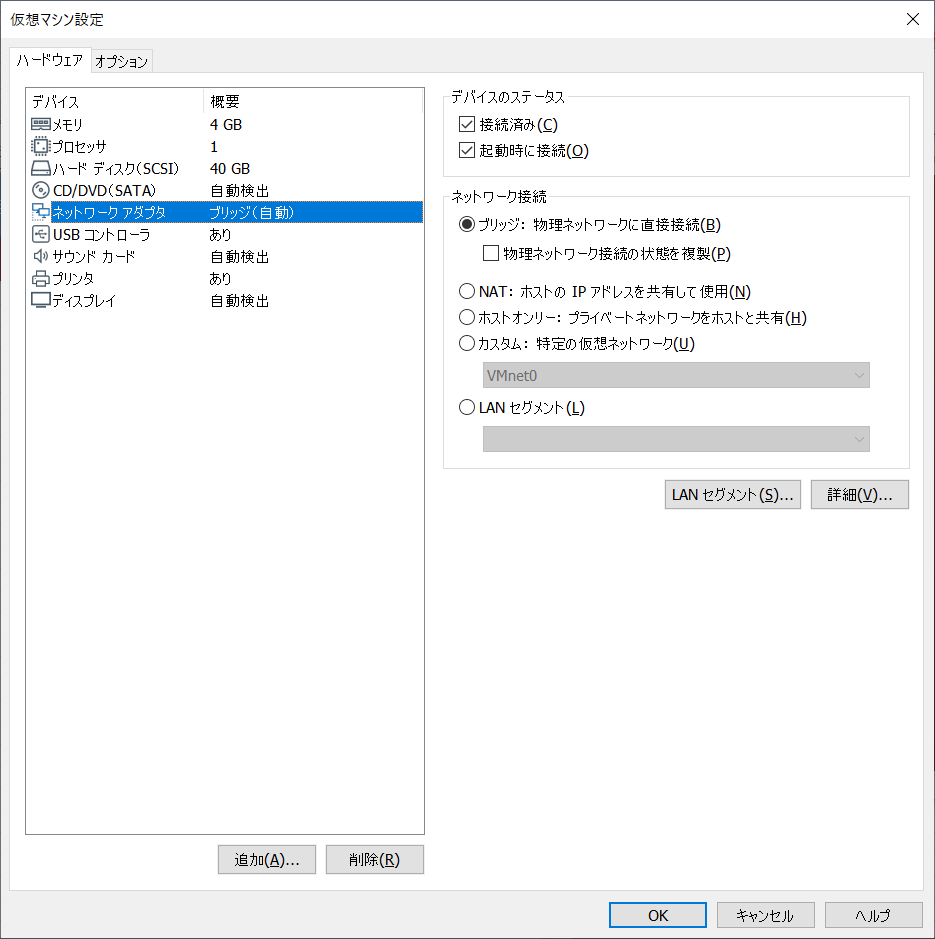 仮想マシン設定
ハードウェア オプション
デバイス 概要
メモリ 4 GB
プロセッサ 1
ハード ディスク(SCSI) 40 GB
CD/DVD(SATA) 自動検出
ネットワーク アダプタ ブリッジ(自動)
USB コントローラ あり
サウンド カード 自動検出
プリンタ あり
ディスプレイ 自動検出
追加(A)... 削除(R)
デバイスのステータス
接続済み(C)
起動時に接続(O)
ネットワーク接続
ブリッジ: 物理ネットワークに直接接続(B)
物理ネットワーク接続の状態を複製(P)
NAT: ホストの IP アドレスを共有して使用(N)
ホストオンリー: プライベートネットワークをホストと共有(H)
カスタム: 特定の仮想ネットワーク(U)
VMnet0
LAN セグメント(L)
LAN セグメント(S)... 詳細(V)...
OK キャンセル ヘルプ